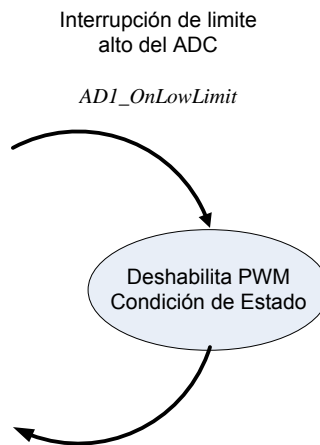 Interrupción de limite
alto del ADC
AD1_OnLowLimit
Deshabilita PWM
Condición de Estado